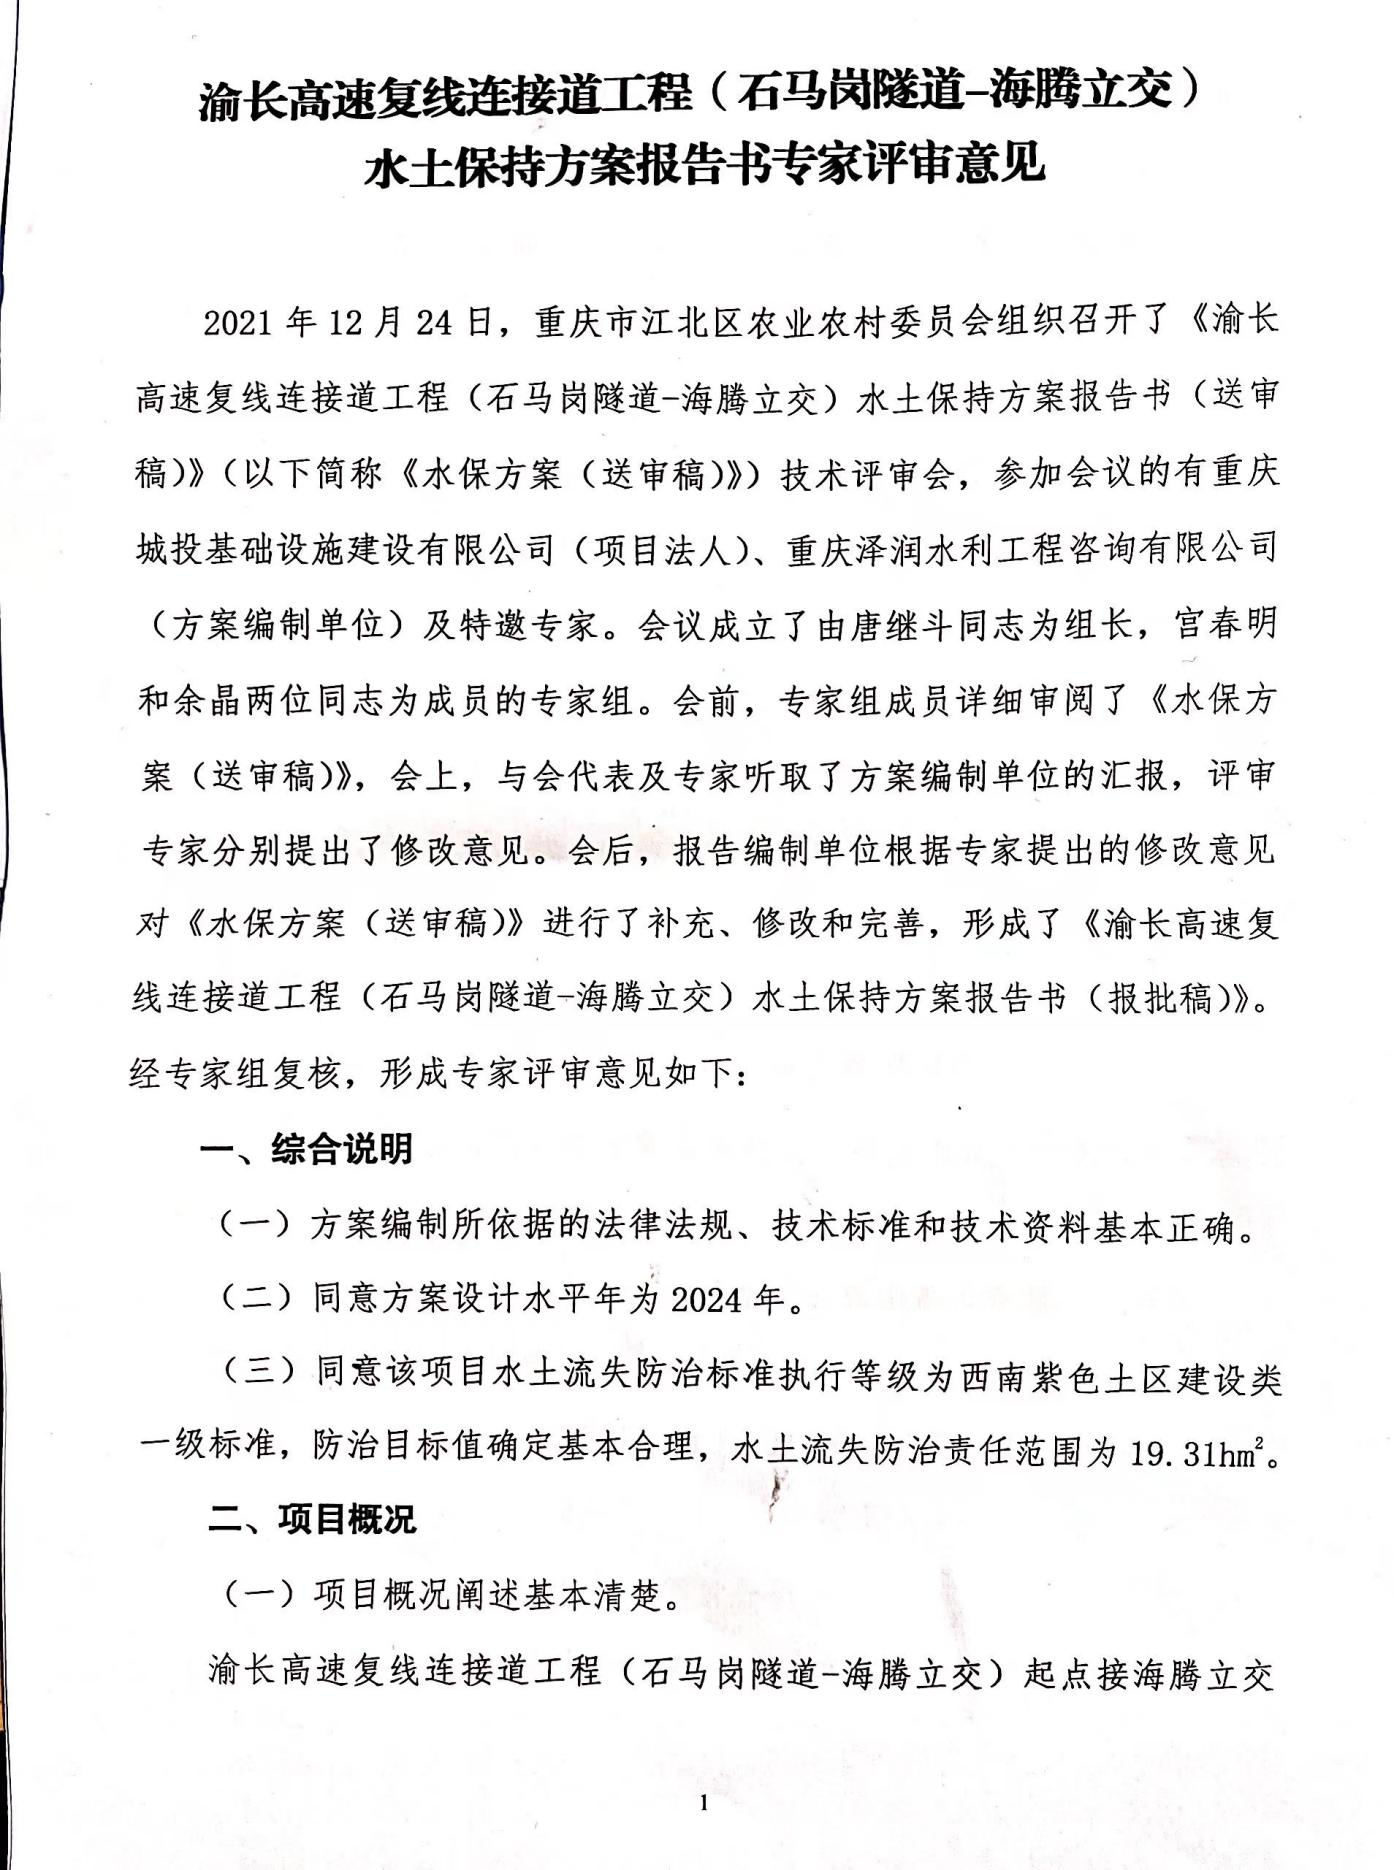 渝长高速复线连接道工程（石马岗隧道-海腾立交）
水土保持方案报告书专家评审意见
2021年12月24日，重庆市江北区农业农村委员会组织召开了《渝长
高速复线连接道工程（石马岗隧道-海腾立交）水土保持方案报告书（送审
稿）》（以下简称《水保方案（送审稿）》）技术评审会，参加会议的有重庆
城投基础设施建设有限公司（项目法人）、重庆泽润水利工程咨询有限公司
（方案编制单位）及特邀专家。会议成立了由唐继斗同志为组长，宫春明
和余晶两位同志为成员的专家组。会前，专家组成员详细审阅了《水保方
案（送审稿）》，会上，与会代表及专家听取了方案编制单位的汇报，评审
专家分别提出了修改意见。会后，报告编制单位根据专家提出的修改意见
对《水保方案（送审稿）》进行了补充、修改和完善，形成了《渝长高速复
线连接道工程（石马岗隧道-海腾立交）水土保持方案报告书（报批稿）》。
经专家组复核，形成专家评审意见如下：
一、综合说明
（一）方案编制所依据的法律法规、技术标准和技术资料基本正确。
（二）同意方案设计水平年为2024年。
（三）同意该项目水土流失防治标准执行等级为西南紫色土区建设类
一级标准，防治目标值确定基本合理，水土流失防治责任范围为19.31hm²。
二、项目概况
（一）项目概况阐述基本清楚。
渝长高速复线连接道工程（石马岗隧道-海腾立交）起点接海腾立交
1